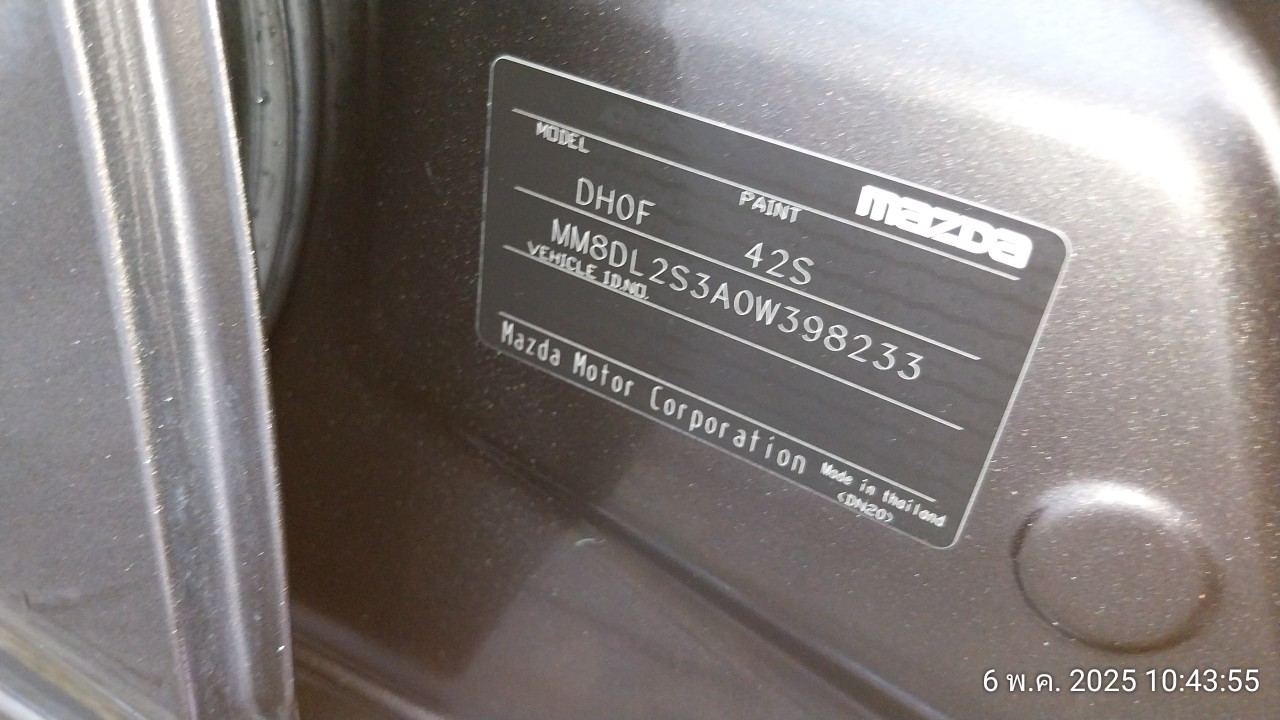 mazda
MODEL
PAINT
DH0F
42S
MM8DL2S3A0W398233
VEHICLE ID.NO.
Mazda Motor Corporation
Made in thailand
(DN20)
6 พ.ค. 2025 10:43:55